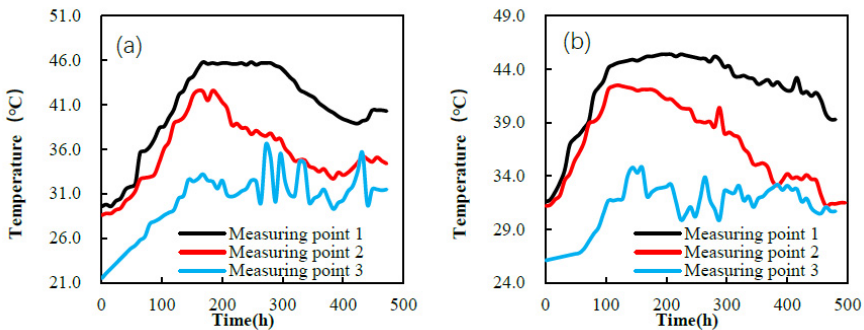 (a)
Temperature (°C)
51.0
46.0
41.0
36.0
31.0
26.0
21.0
Measuring point 1
Measuring point 2
Measuring point 3
0 100 200 300 400 500
Time(h)
(b)
Temperature (°C)
49.0
44.0
39.0
34.0
29.0
24.0
Measuring point 1
Measuring point 2
Measuring point 3
0 100 200 300 400 500
Time(h)